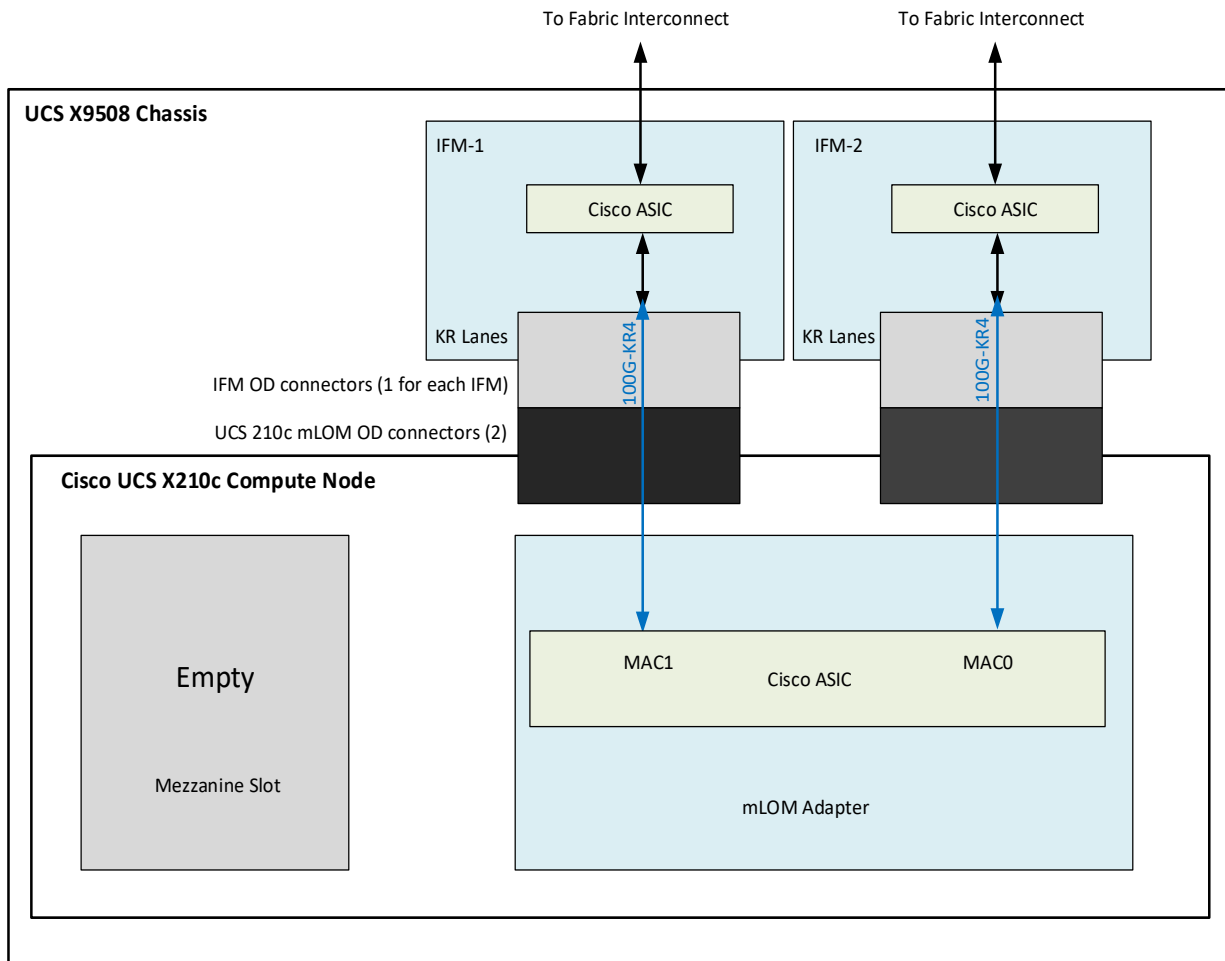 To Fabric Interconnect
To Fabric Interconnect
UCS X9508 Chassis
IFM-1
IFM-2
Cisco ASIC
Cisco ASIC
KR Lanes
KR Lanes
100G-KR4
100G-KR4
IFM OD connectors (1 for each IFM)
UCS 210c mLOM OD connectors (2)
Cisco UCS X210c Compute Node
Empty
Mezzanine Slot
MAC1
MAC0
Cisco ASIC
mLOM Adapter